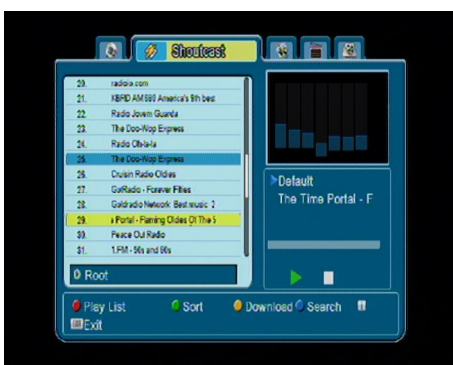 Shoutcast
20. radioio.com
21. KBRD AM 680 America's 9th best
22. Radio Jovem Guarda
23. The Doo-Wop Express
24. Radio Oh-la-la
25. The Doo-Wop Express
26. Cruisin Radio Oldies
27. GotRadio - Forever Fifties
28. Goldradio Network Best music 2
29. a Portal - Flaming Oldies Of The 5
30. Peace Out Radio
31. 1.FM - 50s and 60s
Default
The Time Portal - F
0 Root
Play List
Sort
Download
Search
Exit